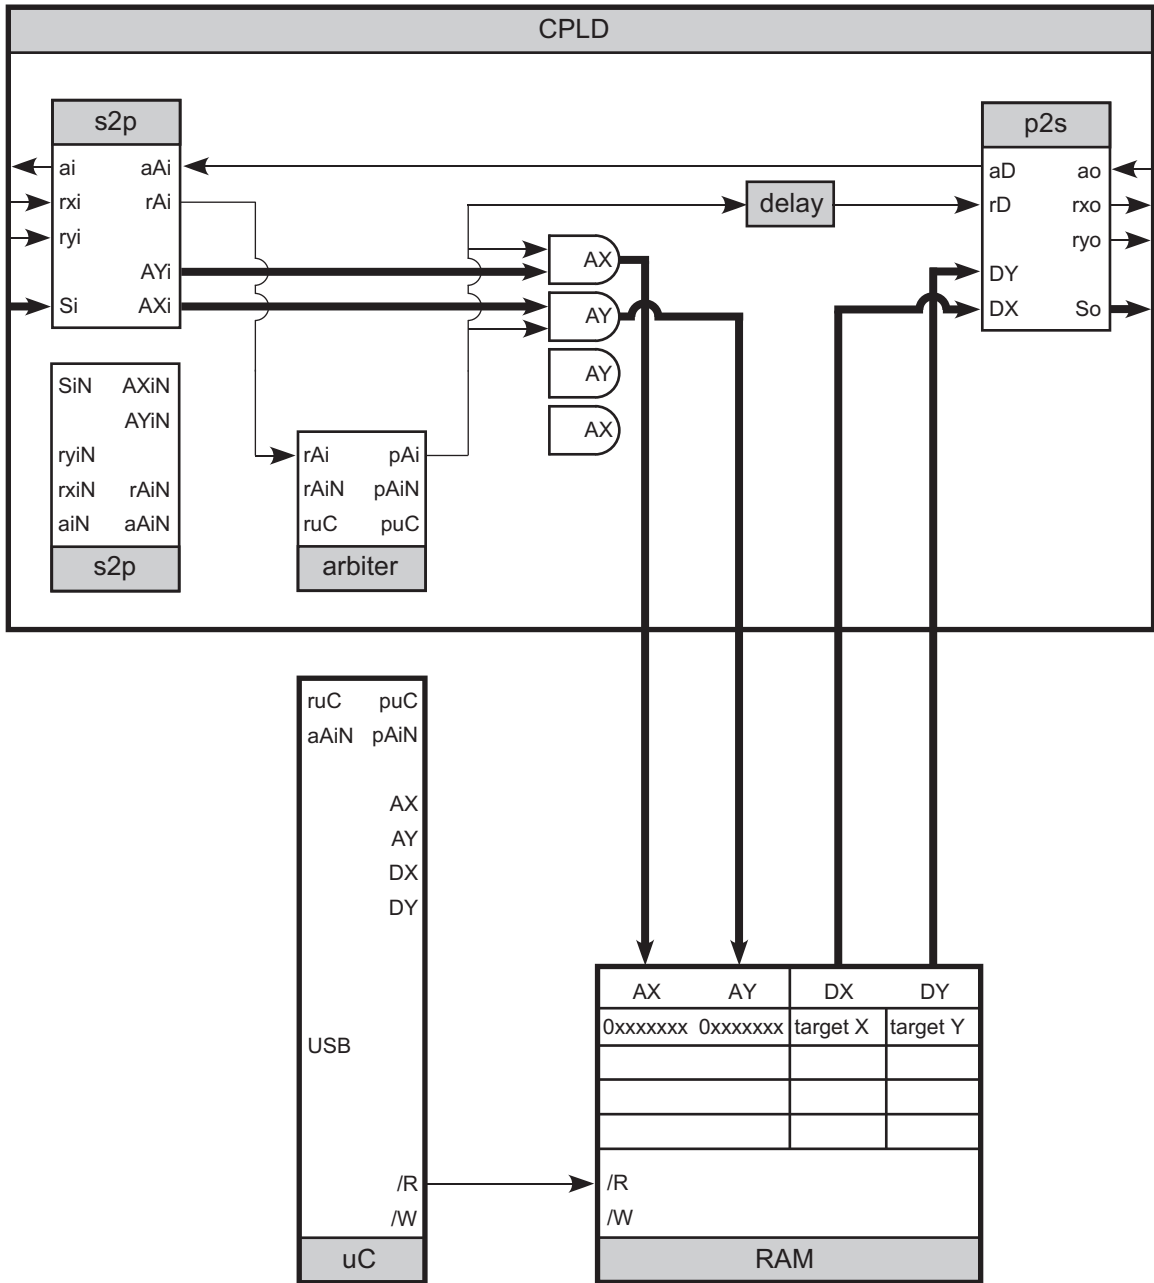 CPLD
s2p
ai aAi
rxi rAi
ryi
AYi
Si AXi
p2s
aD ao
rD rxo
ryo
DY
DX So
delay
AX
AY
AY
AX
SiN AXiN
AYiN
ryiN
rxiN rAiN
aiN aAiN
s2p
rAi pAi
rAiN pAiN
ruC puC
arbiter
ruC puC
aAiN pAiN
AX
AY
DX
DY
USB
/R
/W
uC
AX AY DX DY
0xxxxxxx 0xxxxxxx target X target Y
/R
/W
RAM